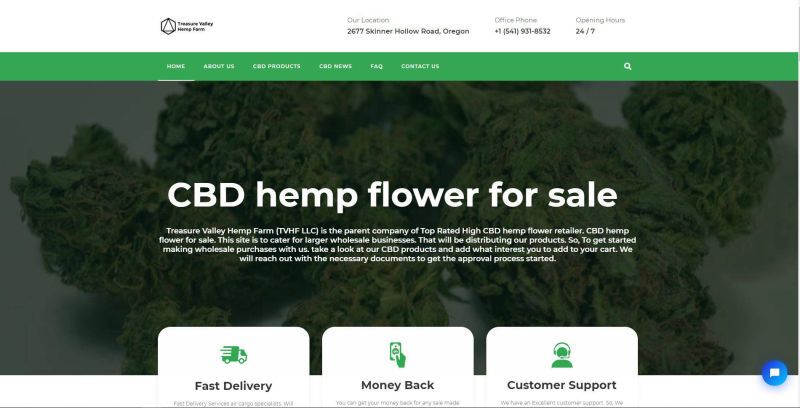 Treasure Valley
Hemp Farm
Our Location
2677 Skinner Hollow Road, Oregon
Office Phone
+1 (541) 931-8532
Opening Hours
24 / 7
HOME ABOUT US CBD PRODUCTS CBD NEWS FAQ CONTACT US
CBD hemp flower for sale
Treasure Valley Hemp Farm (TVHF LLC) is the parent company of Top Rated High CBD hemp flower retailer. CBD hemp
flower for sale. This site is to cater for larger wholesale businesses. That will be distributing our products. So, To get started
making wholesale purchases with us. take a look at our CBD products and add what interest you to add to your cart. We
will reach out with the necessary documents to get the approval process started.
Fast Delivery
Fast Delivery Services air cargo specialists. Will
Money Back
You can get your money back for any sale made
Customer Support
We have an Excellent customer support. So, We